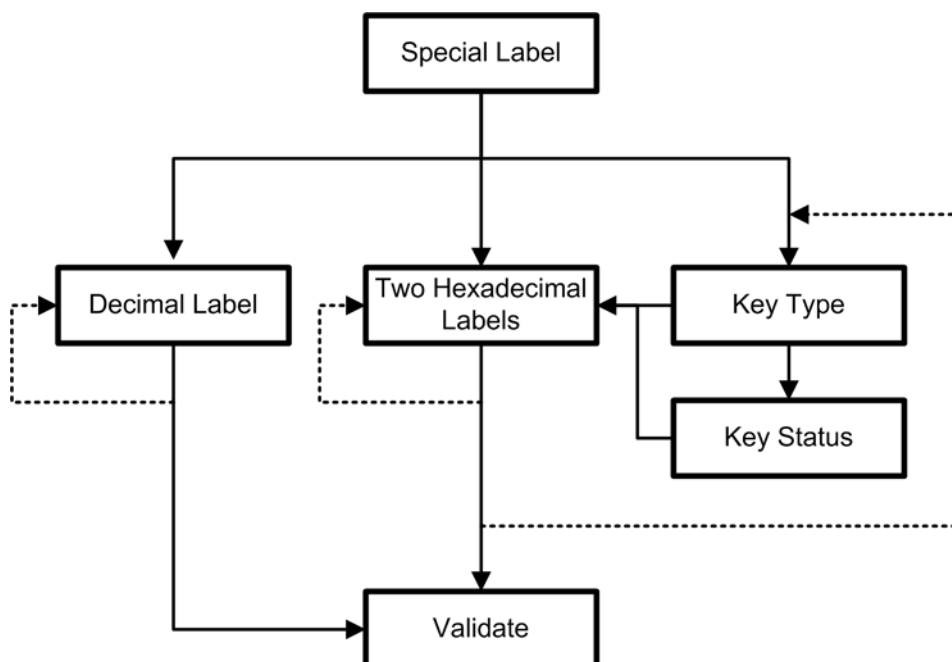 Special Label
Decimal Label
Two Hexadecimal
Labels
Key Type
Key Status
Validate